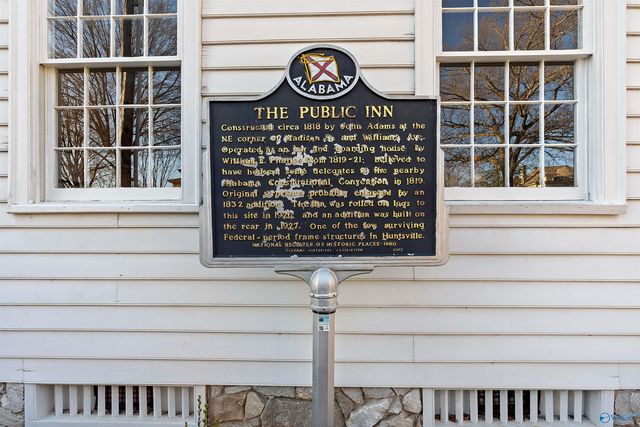 ALABAMA
THE PUBLIC INN
Constructed circa 1818 by John Adams at the
NE corner of Madison St. and Williams Ave.
Operated as an inn and boarding house by
William E. 1819-21; believed to
have housed some delegates to the nearby
Alabama Constitutional Convention in 1819.
Original structure probably enlarged by an
1832 addition. The inn was rolled on logs to
this site in and an addition was built on
the rear in 1927. One of the few surviving
Federal-period frame structures in Huntsville.
NATIONAL REGISTER OF HISTORIC PLACES-1980
ALABAMA HISTORICAL ASSOCIATION